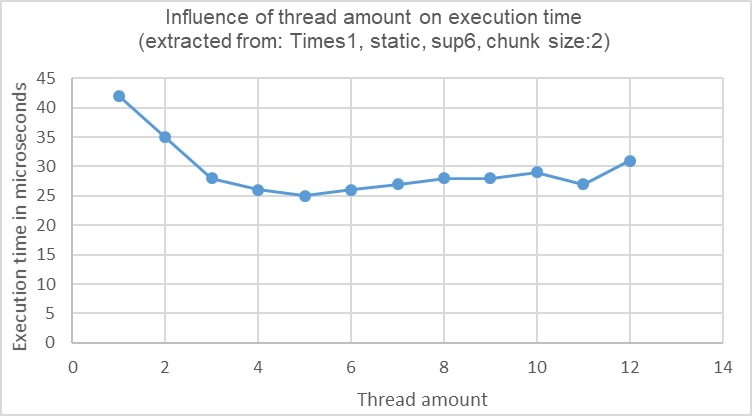 Influence of thread amount on execution time
(extracted from: Times1, static, sup6, chunk size:2)
Execution time in microseconds
45
40
35
30
25
20
15
10
5
0
0 2 4 6 8 10 12 14
Thread amount